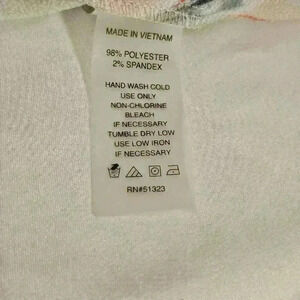 MADE IN VIETNAM
98% POLYESTER
2% SPANDEX
HAND WASH COLD
USE ONLY
NON-CHLORINE
BLEACH
IF NECESSARY
TUMBLE DRY LOW
USE LOW IRON
IF NECESSARY
RN#51323